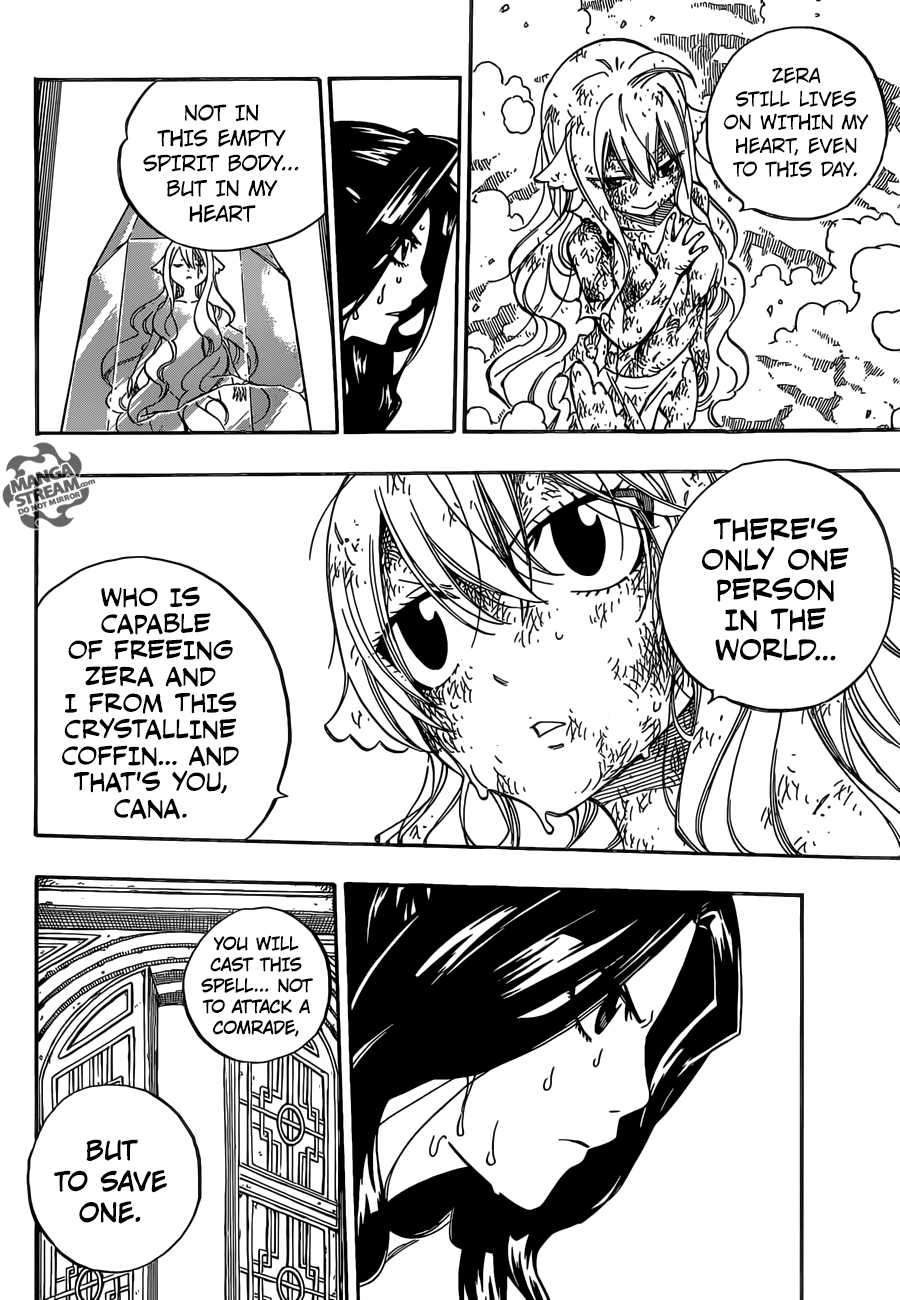 ZERA
STILL LIVES
ON WITHIN MY
HEART, EVEN
TO THIS DAY.
NOT IN
THIS EMPTY
SPIRIT BODY...
BUT IN MY
HEART
MANGA
STREAM.com
DO NOT MIRROR
THERE'S
ONLY ONE
PERSON
IN THE
WORLD...
WHO IS
CAPABLE
OF FREEING
ZERA AND
I FROM THIS
CRYSTALLINE
COFFIN... AND
THAT'S YOU,
CANA.
YOU WILL
CAST THIS
SPELL... NOT
TO ATTACK A
COMRADE,
BUT
TO SAVE
ONE.